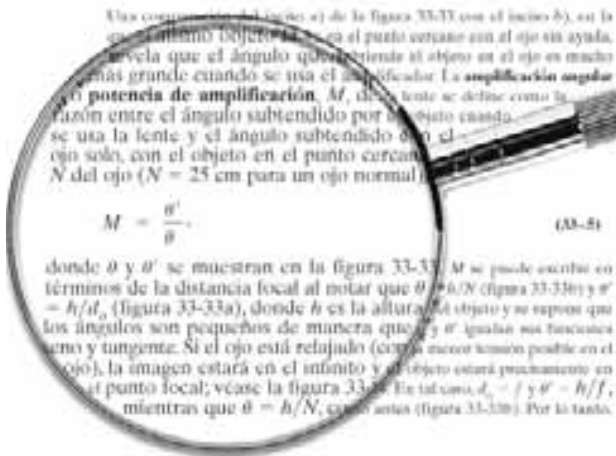 Una comparación del inciso a) de la figura 33-33 con el inciso b), en la
mismo objeto en el punto cercano con el ojo sin ayuda,
revela que el ángulo que subtiende el objeto en el ojo es mucho
más grande cuando se usa el amplificador. La amplificación angular
o potencia de amplificación, M, de la lente se define como la
razón entre el ángulo subtendido por objeto cuando
se usa la lente y el ángulo subtendido con el
ojo solo, con el objeto en el punto cercano
N del ojo (N = 25 cm para un ojo normal)
M = θ′/θ.
(33-5)
donde θ y θ′ se muestran en la figura 33-33. M se puede escribir en
términos de la distancia focal al notar que θ = h/N (figura 33-33b) y θ′
= h/dₒ (figura 33-33a), donde h es la altura del objeto y se supone que
los ángulos son pequeños de manera que y θ′ igualan sus funciones
seno y tangente. Si el ojo está relajado (con la menor tensión posible en el
ojo), la imagen estará en el infinito y el objeto estará precisamente en
el punto focal; véase la figura 33-. En tal caso, dₒ = f y θ′ = h/f,
mientras que θ = h/N, como antes (figura 33-33b). Por lo tanto,